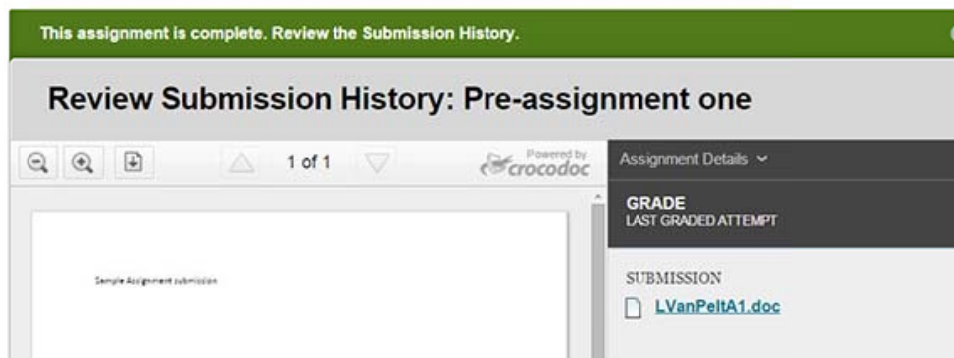 This assignment is complete. Review the Submission History.
Review Submission History: Pre-assignment one
1 of 1
Powered by
crocodoc
Assignment Details
GRADE
LAST GRADED ATTEMPT
Sample Assignment submission
SUBMISSION
LVanPeltA1.doc